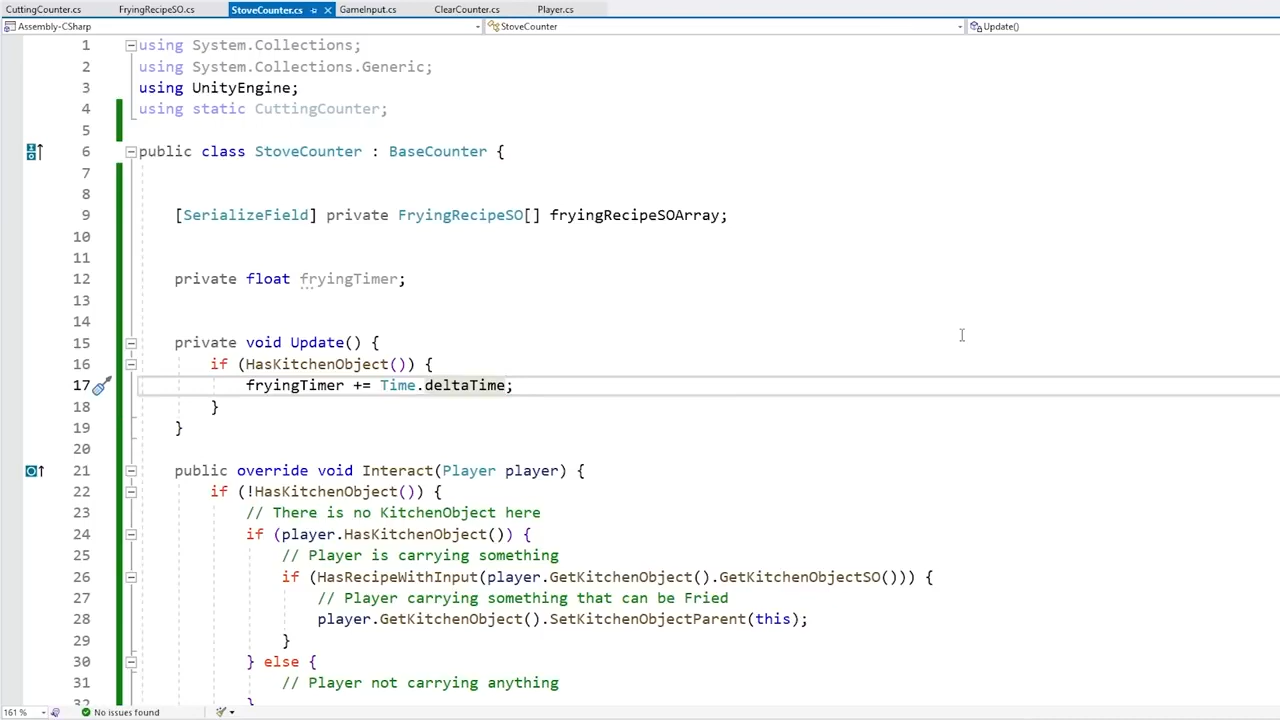 CuttingCounter.cs FryingRecipeSO.cs StoveCounter.cs GameInput.cs ClearCounter.cs Player.cs
Assembly-CSharp StoveCounter Update()
1 using System.Collections;
2 using System.Collections.Generic;
3 using UnityEngine;
4 using static CuttingCounter;
5
6 public class StoveCounter : BaseCounter {
7
8
9 [SerializeField] private FryingRecipeSO[] fryingRecipeSOArray;
10
11
12 private float fryingTimer;
13
14
15 private void Update() {
16 if (HasKitchenObject()) {
17 fryingTimer += Time.deltaTime;
18 }
19 }
20
21 public override void Interact(Player player) {
22 if (!HasKitchenObject()) {
23 // There is no KitchenObject here
24 if (player.HasKitchenObject()) {
25 // Player is carrying something
26 if (HasRecipeWithInput(player.GetKitchenObject().GetKitchenObjectSO())) {
27 // Player carrying something that can be Fried
28 player.GetKitchenObject().SetKitchenObjectParent(this);
29 }
30 } else {
31 // Player not carrying anything
32 }
161 % No issues found